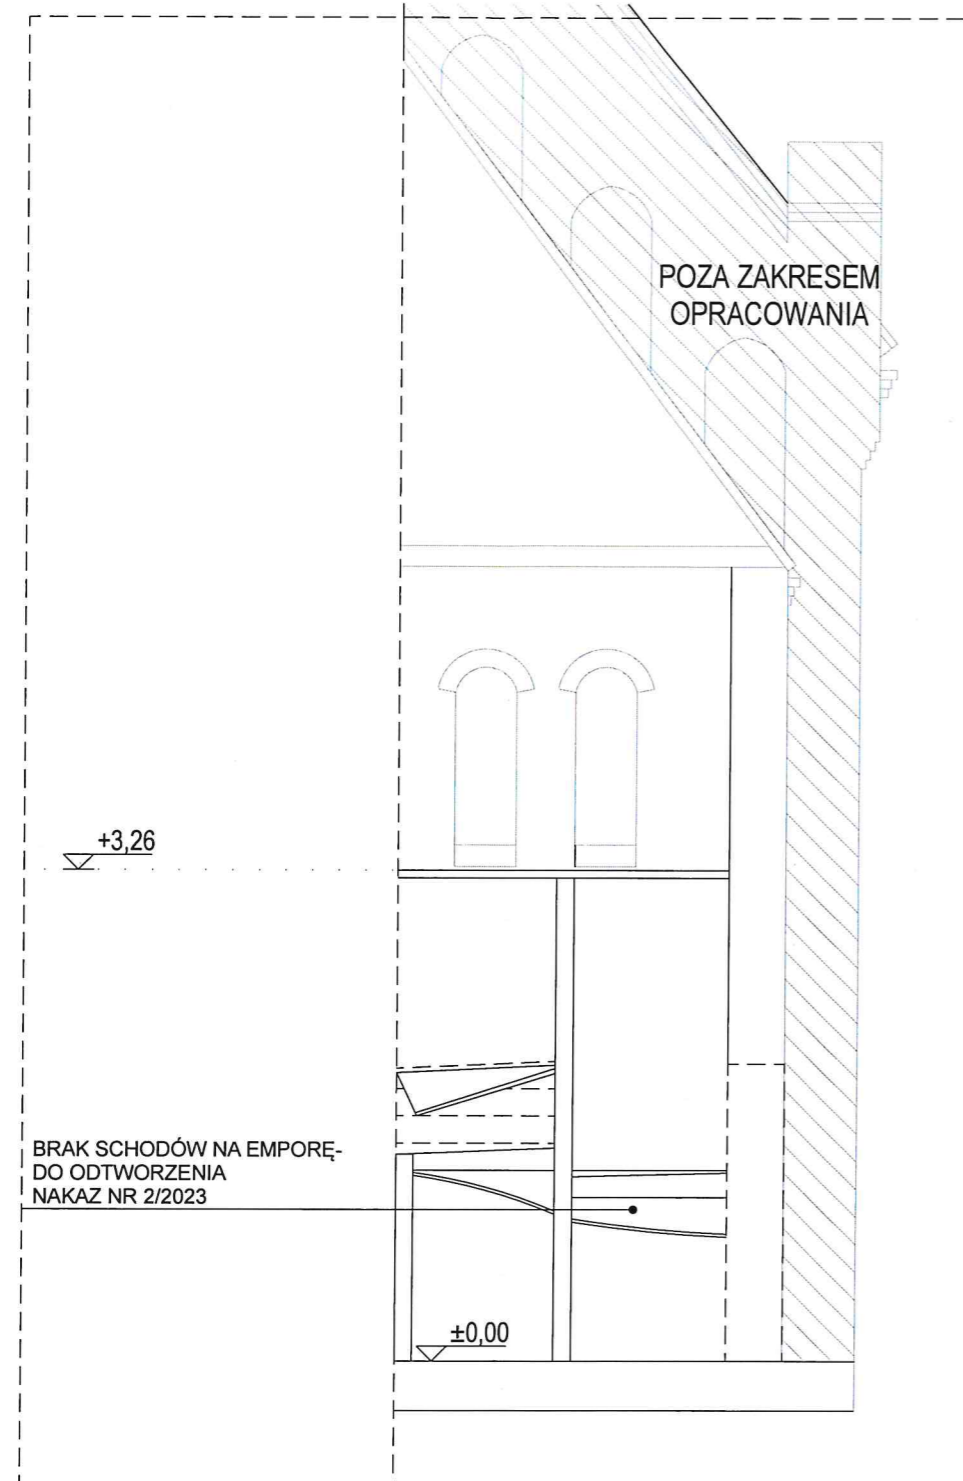 POZA ZAKRESEM
OPRACOWANIA
+3,26
BRAK SCHODÓW NA EMPORĘ-
DO ODTWORZENIA
NAKAZ NR 2/2023
±0,00